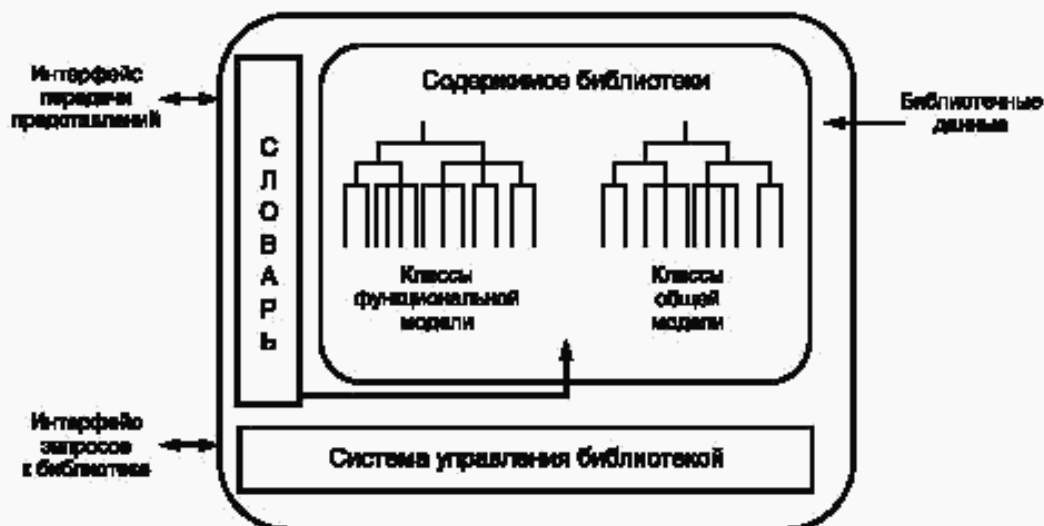 Интерфейс
передачи
представлений
С
Л
О
В
А
Р
Ь
Содержимое библиотеки
Библиотечные
данные
Классы
функциональной
модели
Классы
общей
модели
Интерфейс
запросов
к библиотеке
Система управления библиотекой